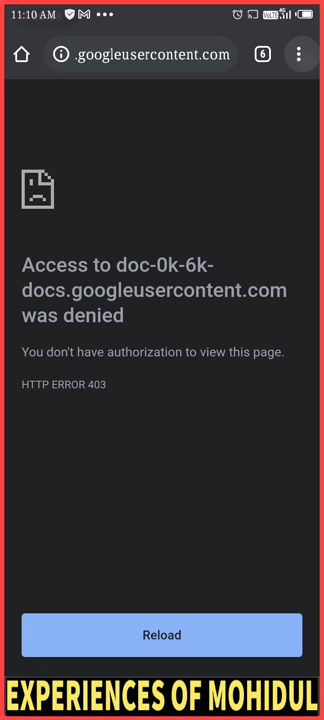 11:10 AM
.googleusercontent.com
6
Access to doc-0k-6k-
docs.googleusercontent.com
was denied
You don't have authorization to view this page.
HTTP ERROR 403
Reload
EXPERIENCES OF MOHIDUL